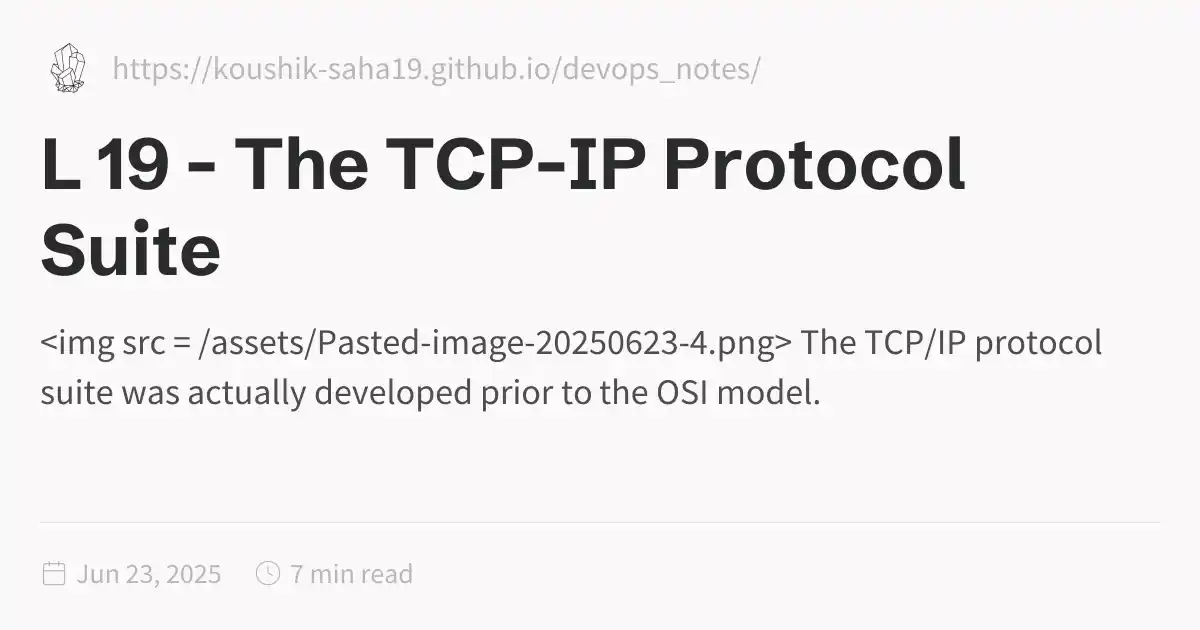 https://koushik-saha19.github.io/devops_notes/
L 19 - The TCP-IP Protocol
Suite
<img src = /assets/Pasted-image-20250623-4.png> The TCP/IP protocol
suite was actually developed prior to the OSI model.
Jun 23, 2025 7 min read